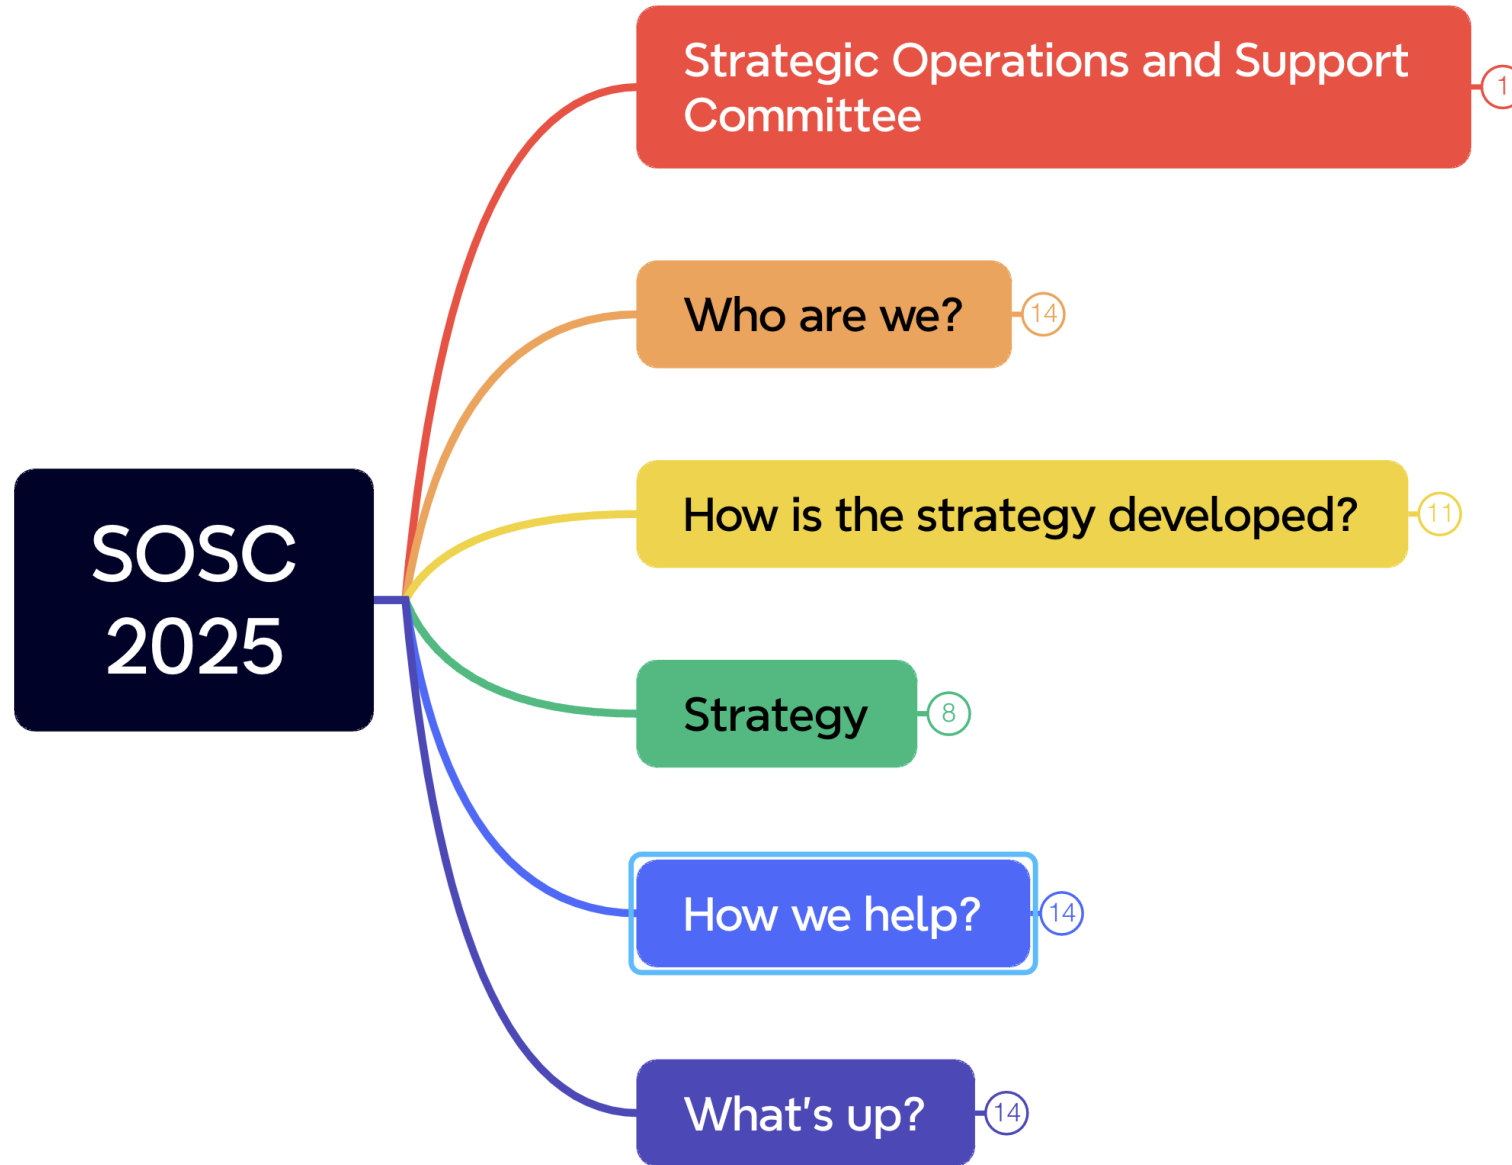 Strategic Operations and Support
Committee
Who are we?
14
How is the strategy developed?
11
SOSC
2025
Strategy
8
How we help?
14
What's up?
14